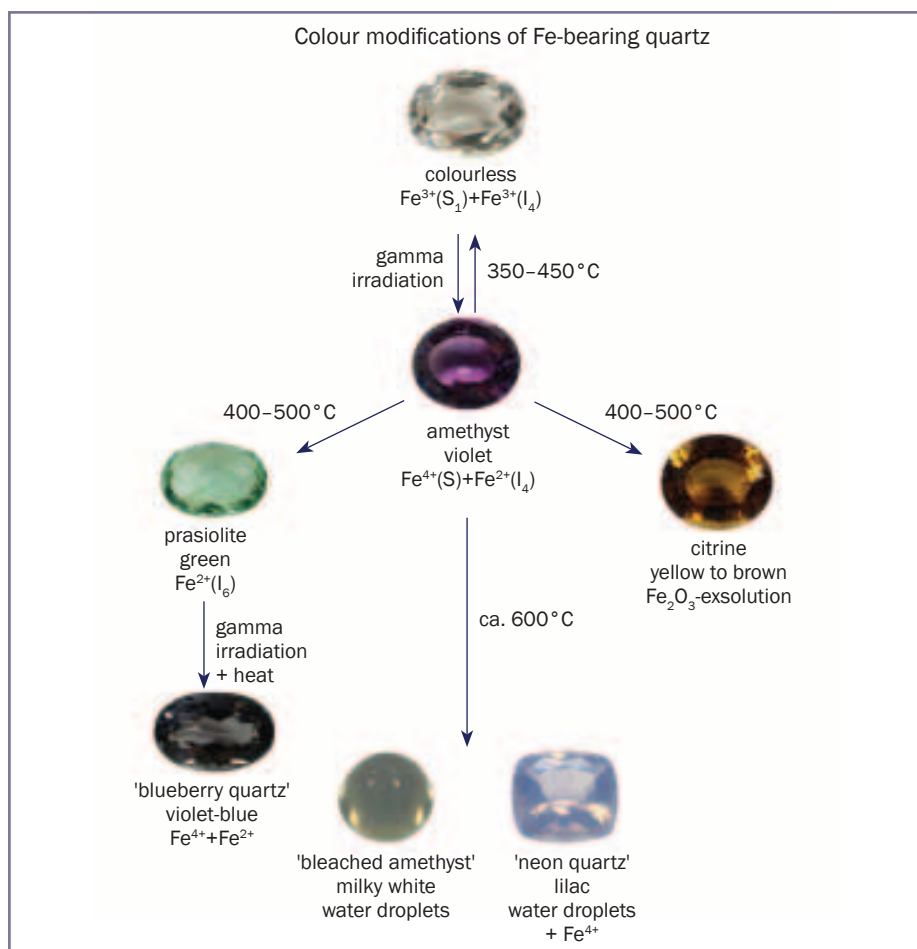 Colour modifications of Fe-bearing quartz
colourless
Fe³⁺(S₁)+Fe³⁺(I₄)
gamma
irradiation
350–450°C
400–500°C
400–500°C
amethyst
violet
Fe⁴⁺(S)+Fe²⁺(I₄)
prasiolite
green
Fe²⁺(I₆)
citrine
yellow to brown
Fe₂O₃-exsolution
gamma
irradiation
+ heat
ca. 600°C
'blueberry quartz'
violet-blue
Fe⁴⁺+Fe²⁺
'bleached amethyst'
milky white
water droplets
'neon quartz'
lilac
water droplets
+ Fe⁴⁺